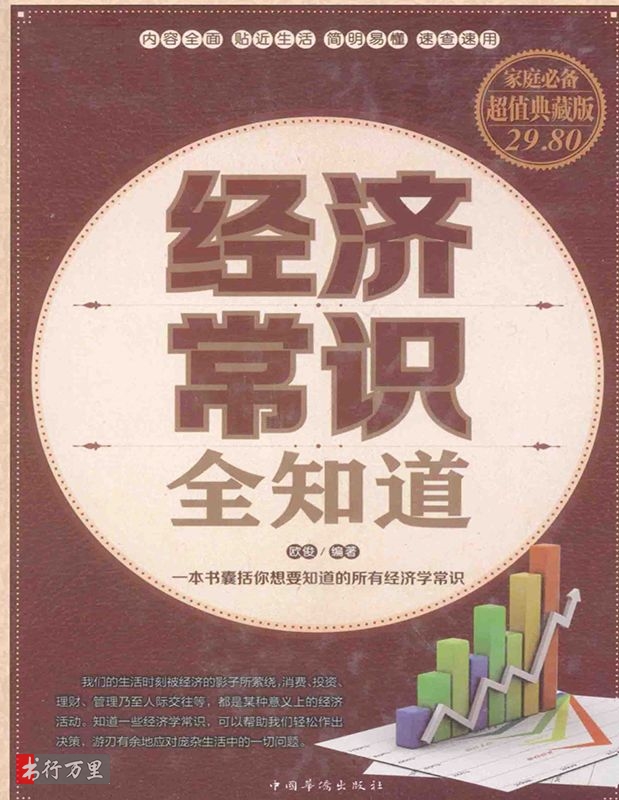 内容全面 贴近生活 简明易懂 速查速用
家庭必备
超值典藏版
29.80
经济
常识
全知道
欧俊/编著
一本书囊括你想要知道的所有经济学常识
我们的生活时刻被经济的影子所萦绕,消费、投资、
理财、管理乃至人际交往等，都是某种意义上的经济
活动。知道一些经济学常识，可以帮助我们轻松作出
决策、游刃有余地应对庞杂生活中的一切问题。
书行万里
中国华侨出版社